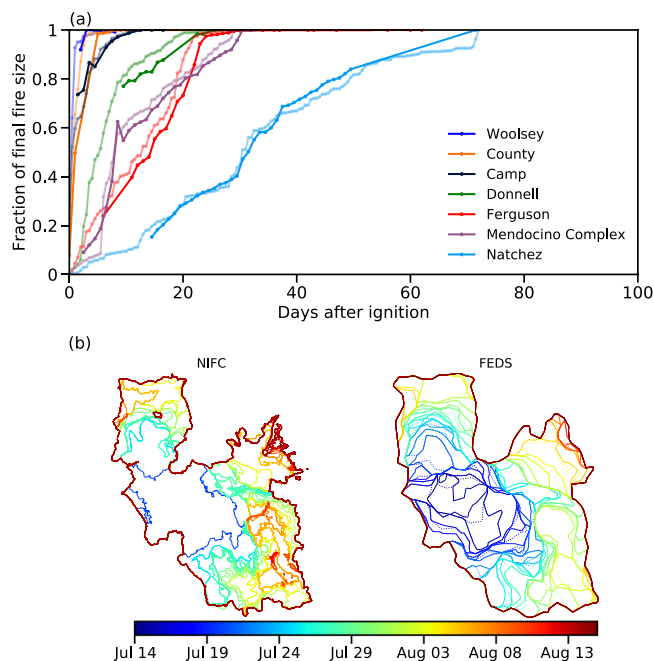 (a)
1
0.8
0.6
0.4
0.2
0
Fraction of final fire size
Woolsey
County
Camp
Donnell
Ferguson
Mendocino Complex
Natchez
0 20 40 60 80 100
Days after ignition
(b)
NIFC FEDS
Jul 14 Jul 19 Jul 24 Jul 29 Aug 03 Aug 08 Aug 13